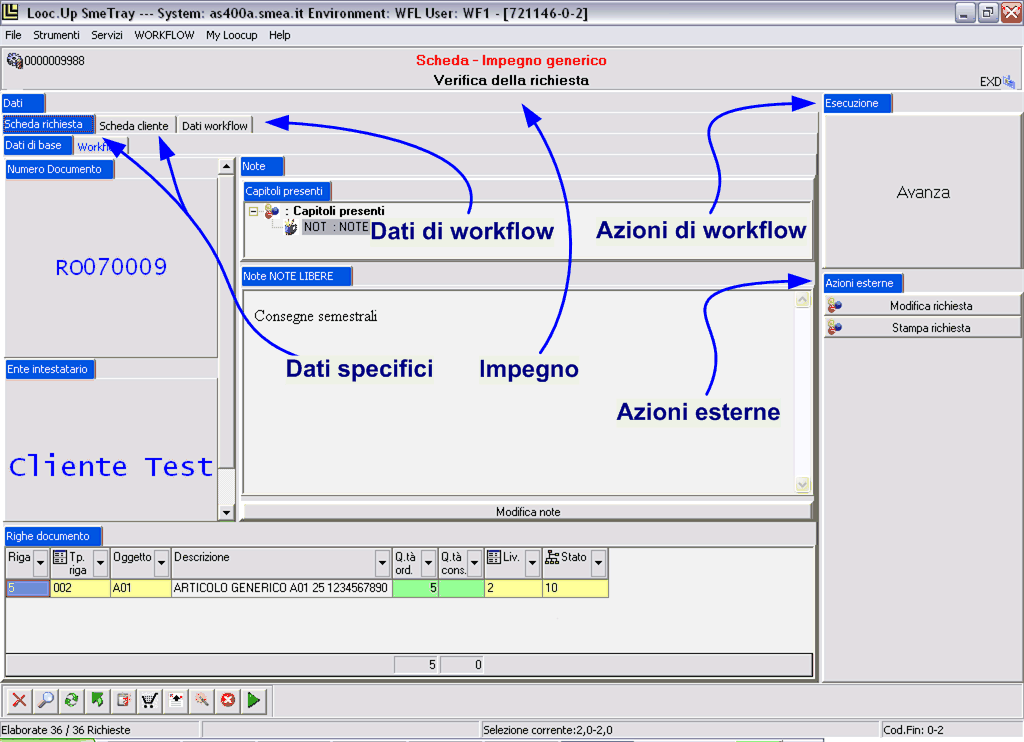 Looc.Up SmeTray --- System: as400a.smea.it Environment: WFL User: WF1 - [721146-0-2]
File Strumenti Servizi WORKFLOW My Loocup Help
0000009988
Scheda - Impegno generico
Verifica della richiesta
EXD
Dati
Esecuzione
Scheda richiesta Scheda cliente Dati workflow
Dati di base
Numero Documento
Note
Capitoli presenti
: Capitoli presenti
NOT : NOTE
Dati di workflow
Azioni di workflow
Avanza
RO070009
Note NOTE LIBERE
Azioni esterne
Modifica richiesta
Stampa richiesta
Consegne semestrali
Ente intestatario
Dati specifici
Impegno
Azioni esterne
Cliente Test
Modifica note
Righe documento
Riga Tp. riga Oggetto Descrizione Q.tà ord. Q.tà cons. Liv. Stato
5 002 A01 ARTICOLO GENERICO A01 25 1234567890 5 2 10
5 0
Elaborate 36 / 36 Richieste
Selezione corrente:2,0-2,0
Cod.Fin: 0-2